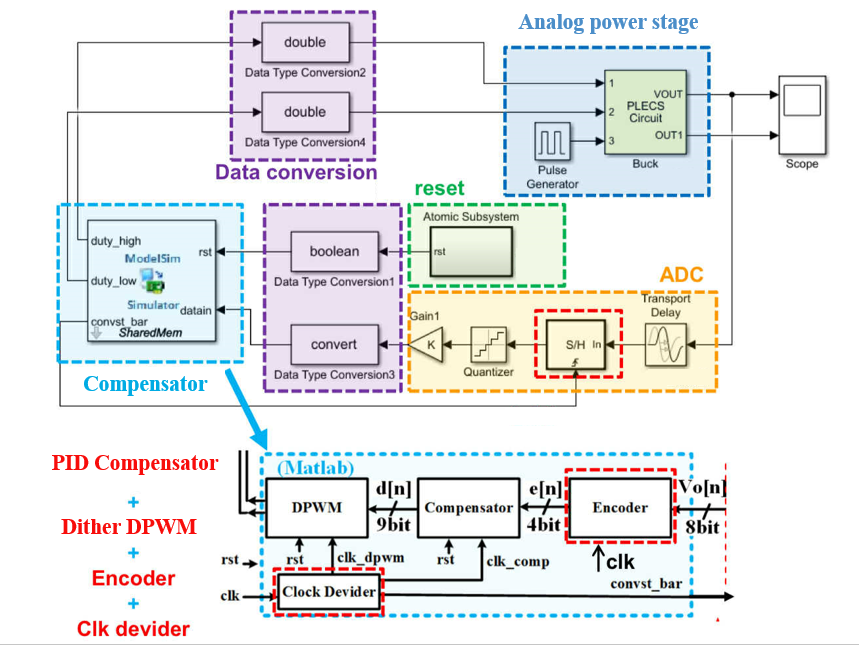 Analog power stage
double
Data Type Conversion2
double
Data Type Conversion4
Data conversion
1
2
3
VOUT
PLECS
Circuit
OUT1
Buck
Pulse
Generator
Scope
reset
Atomic Subsystem
rst
duty_high
ModelSim
rst
duty_low
Simulator
datain
convst_bar
SharedMem
boolean
Data Type Conversion1
convert
Data Type Conversion3
ADC
Transport
Delay
Gain1
K
Quantizer
S/H
In
Compensator
PID Compensator
+
Dither DPWM
+
Encoder
+
Clk devider
(Matlab)
DPWM
d[n]
9bit
Compensator
e[n]
4bit
Encoder
Vo[n]
8bit
rst
rst
clk_dpwm
rst
clk_comp
clk
convst_bar
clk
Clock Devider